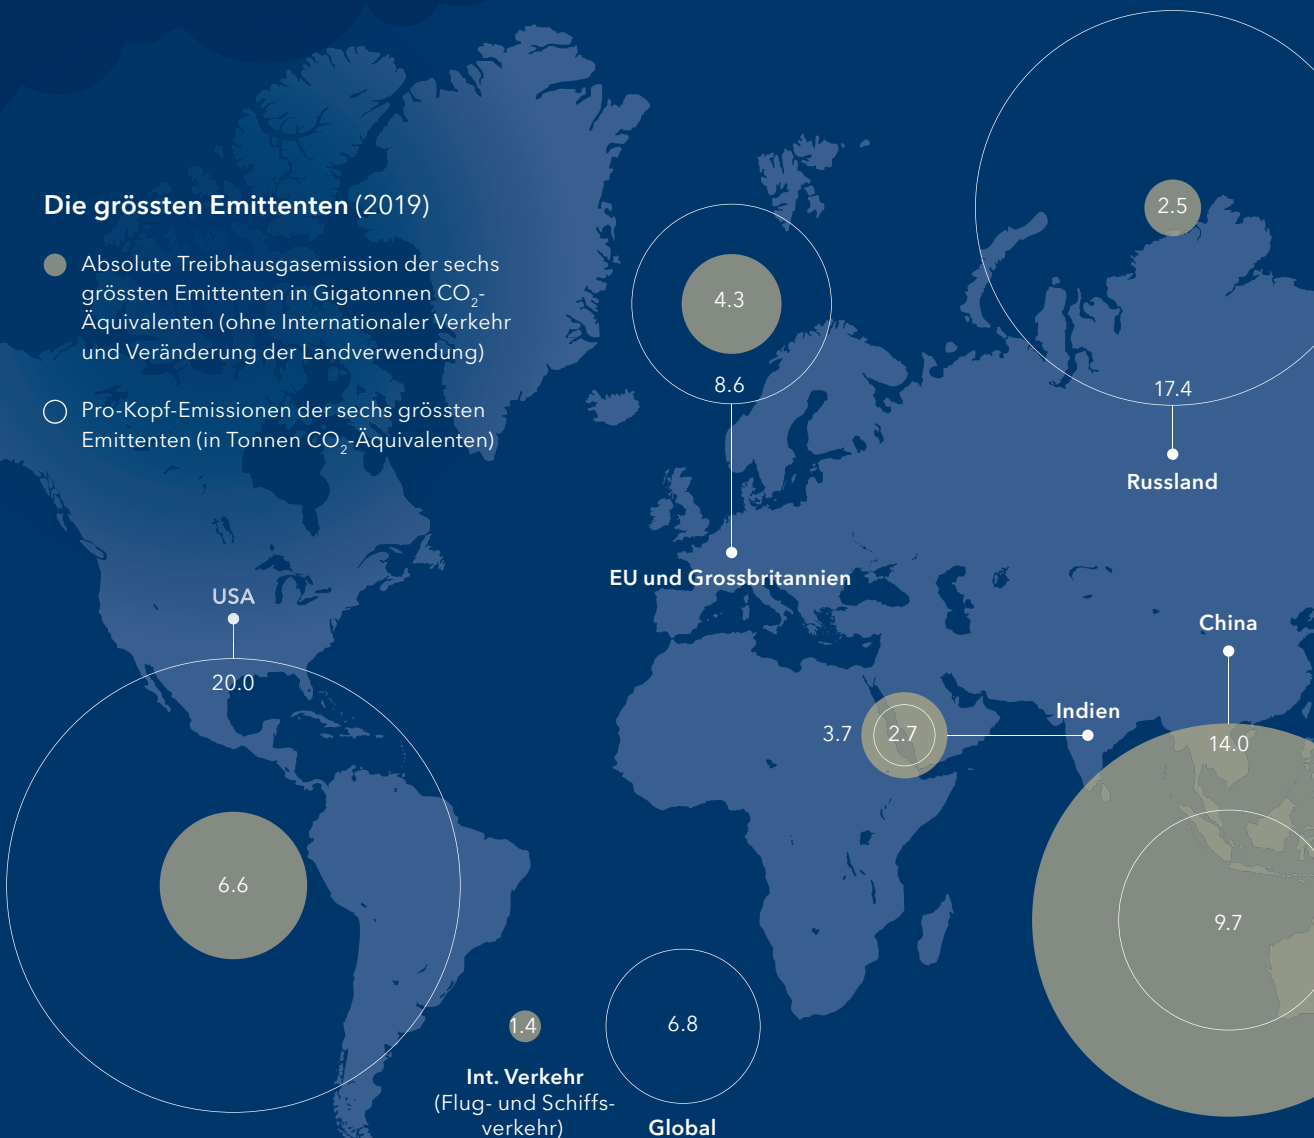 Die grössten Emittenten (2019)
Absolute Treibhausgasemission der sechs
grössten Emittenten in Gigatonnen CO₂-
Äquivalenten (ohne Internationaler Verkehr
und Veränderung der Landverwendung)
Pro-Kopf-Emissionen der sechs grössten
Emittenten (in Tonnen CO₂-Äquivalenten)
2.5
17.4
Russland
4.3
8.6
EU und Grossbritannien
USA
20.0
6.6
China
14.0
9.7
Indien
3.7
2.7
1.4
Int. Verkehr
(Flug- und Schiffs-
verkehr)
6.8
Global